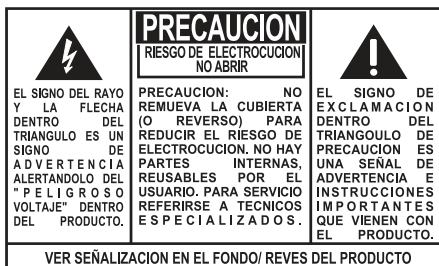 PRECAUCION
RIESGO DE ELECTROCUCION
NO ABRIR
EL SIGNO DEL RAYO
Y LA FLECHA
DENTRO DEL
TRIANGULO ES UN
SIGNO DE
ADVERTENCIA
ALERTANDOLO DEL
"PELIGROSO
VOLTAJE" DENTRO
DEL PRODUCTO.
PRECAUCION: NO
REMUEVA LA CUBIERTA
(O REVERSO) PARA
REDUCIR EL RIESGO DE
ELECTROCUCION. NO HAY
PARTES INTERNAS,
REUSABLES POR EL
USUARIO. PARA SERVICIO
REFERIRSE A TECNICOS
ESPECIALIZADOS.
EL SIGNO DE
EXCLAMACION
DENTRO DEL
TRIANGOULO DE
PRECAUCION ES
UNA SEÑAL DE
ADVERTENCIA E
INSTRUCCIONES
IMPORTANTES
QUE VIENEN CON
EL PRODUCTO.
VER SEÑALIZACION EN EL FONDO/ REVES DEL PRODUCTO